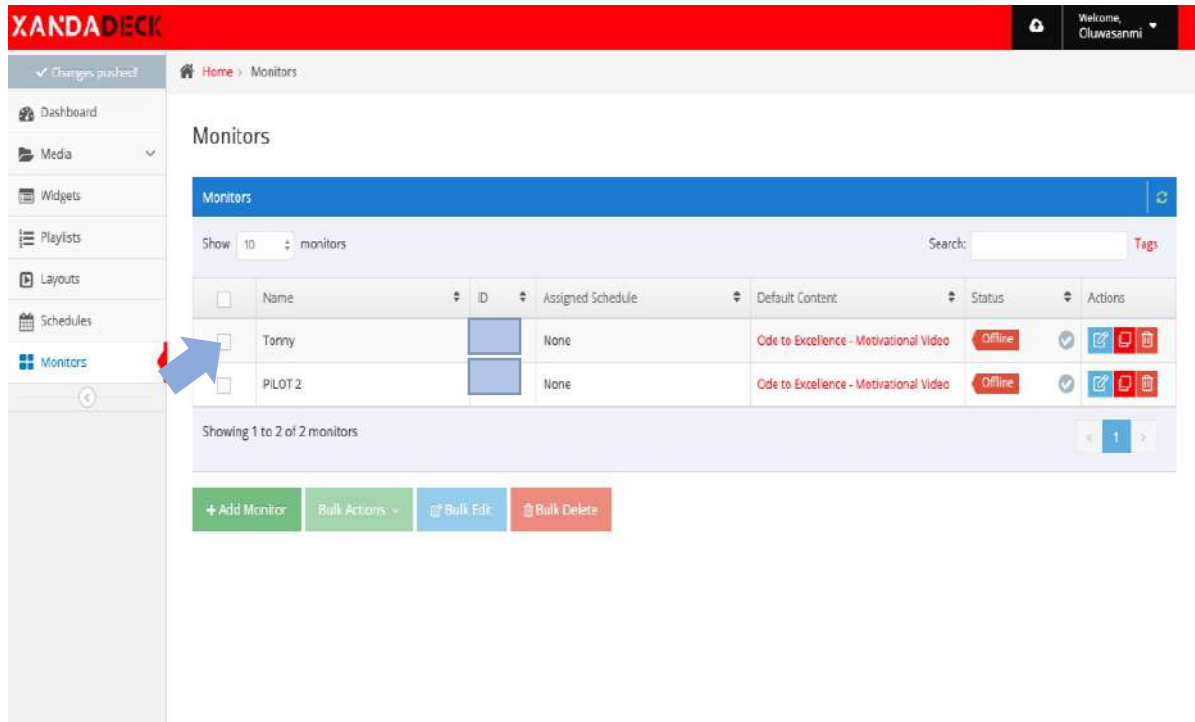 XANDADECK
Welcome,
Oluwasanmi
Changes pushed!
Home > Monitors
Dashboard
Media
Widgets
Playlists
Layouts
Schedules
Monitors
Monitors
Monitors
Show 10 monitors
Search:
Tags
Name ID Assigned Schedule Default Content Status Actions
Tonny None Ode to Excellence - Motivational Video Offline
PILOT 2 None Ode to Excellence - Motivational Video Offline
Showing 1 to 2 of 2 monitors
« 1 »
+ Add Monitor Bulk Actions Bulk Edit Bulk Delete